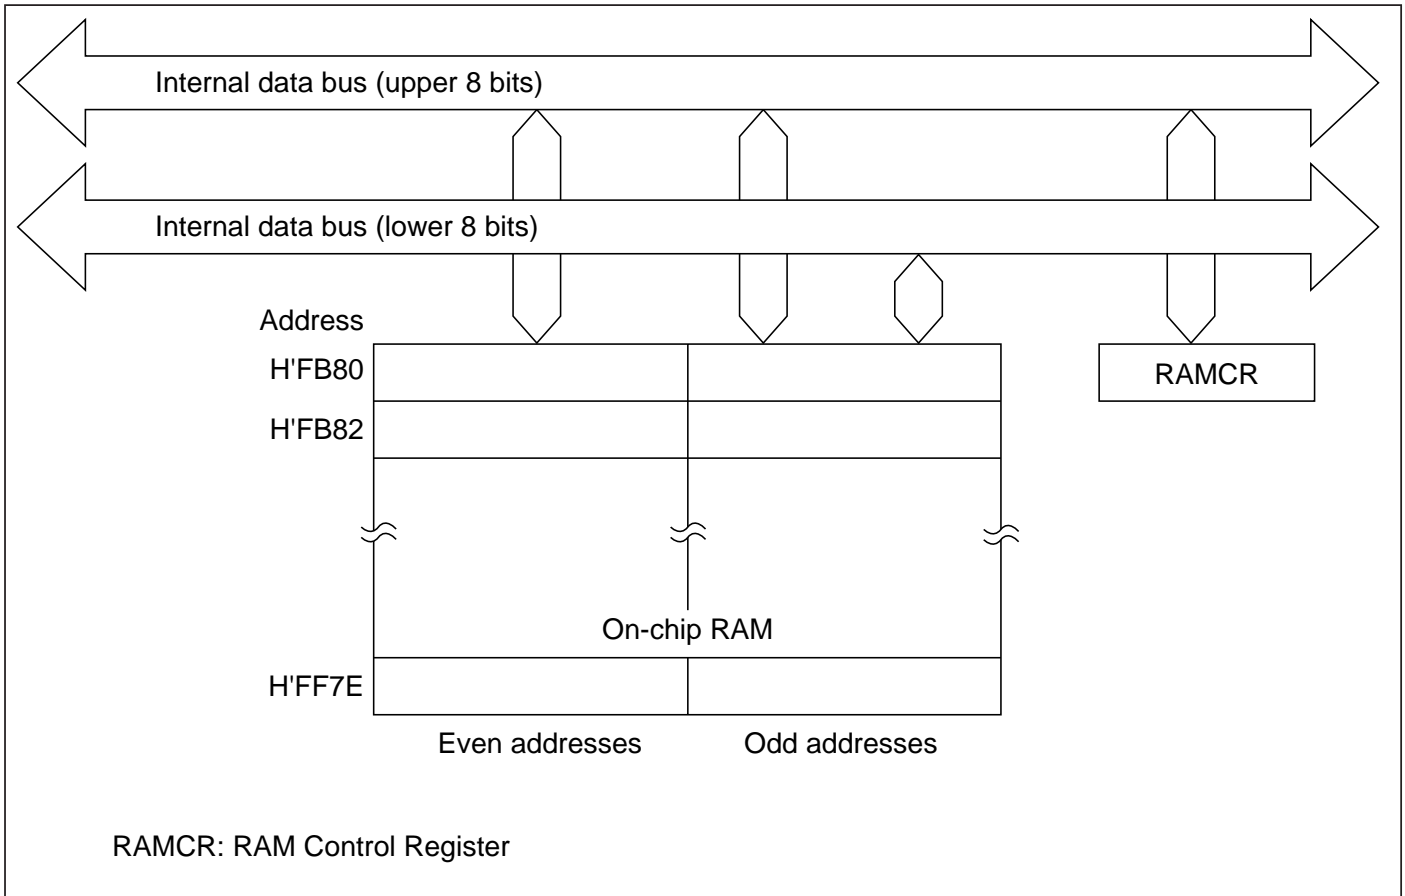 Internal data bus (upper 8 bits)
Internal data bus (lower 8 bits)
Address
H'FB80
RAMCR
H'FB82
On-chip RAM
H'FF7E
Even addresses
Odd addresses
RAMCR: RAM Control Register